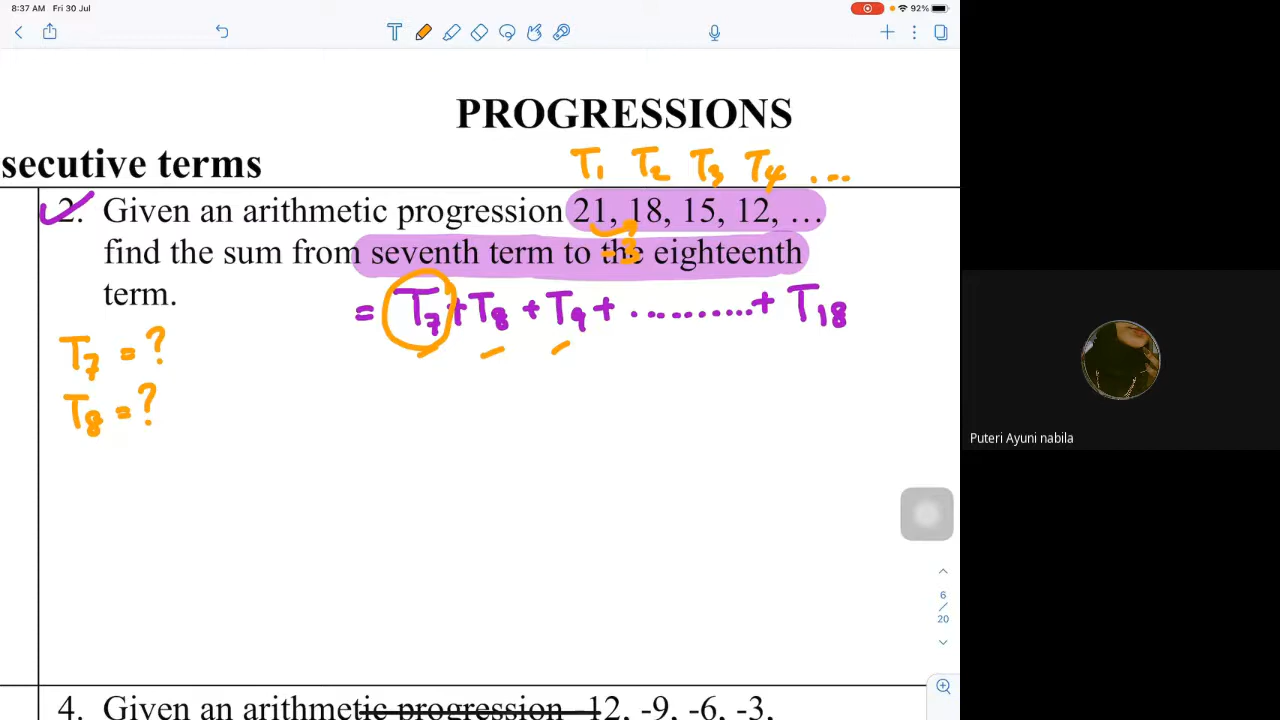 8:37 AM Fri 30 Jul
92%
PROGRESSIONS
secutive terms
T1 T2 T3 T4 ...
2. Given an arithmetic progression 21, 18, 15, 12, ...
-3
find the sum from seventh term to the eighteenth
term.
= T7 + T8 + T9 + ........... + T18
T7 = ?
T8 = ?
Puteri Ayuni nabila
6
/
20
4. Given an arithmetic progression -12, -9, -6, -3,